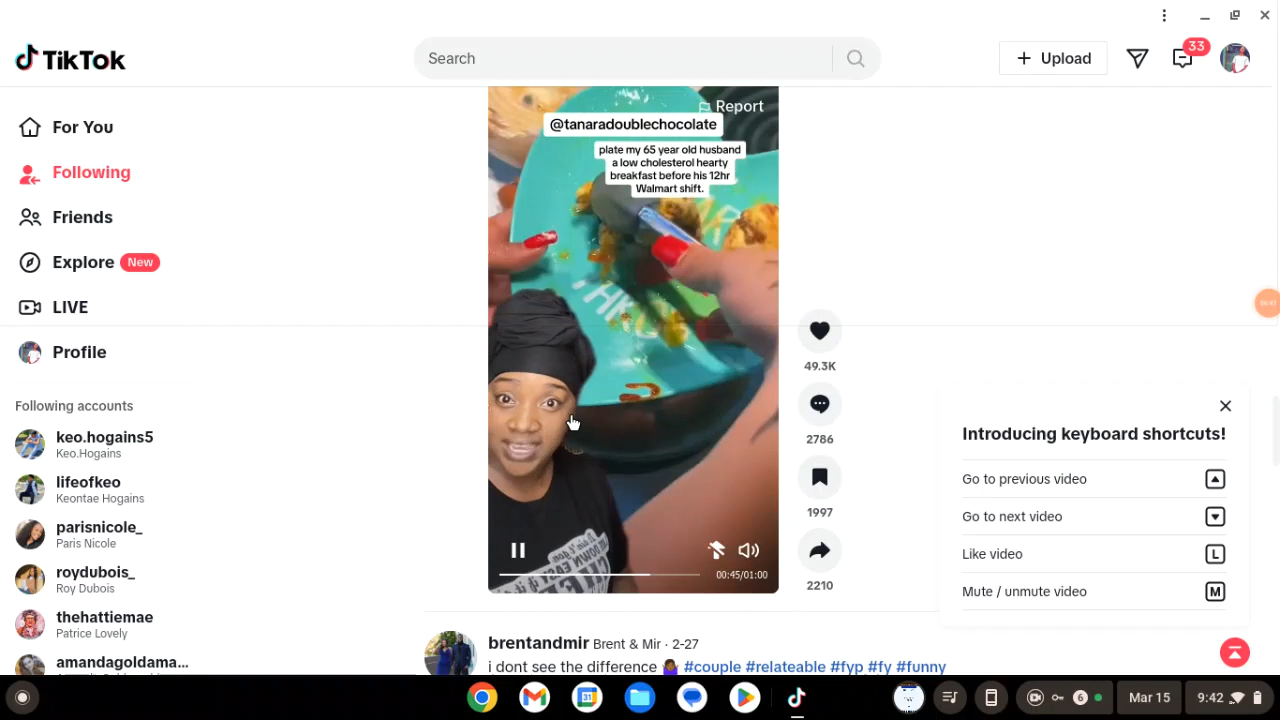 TikTok
Search
Upload
33
For You
Following
Friends
Explore New
LIVE
Profile
Following accounts
keo.hogains5
Keo.Hogains
lifeofkeo
Keontae Hogains
parisnicole_
Paris Nicole
roydubois_
Roy Dubois
thehattiemae
Patrice Lovely
amandagoldama...
Report
@tanaradoublechocolate
plate my 65 year old husband
a low cholesterol hearty
breakfast before his 12hr
Walmart shift.
00:45/01:00
49.3K
2786
1997
2210
Introducing keyboard shortcuts!
Go to previous video
Go to next video
Like video L
Mute / unmute video M
brentandmir Brent & Mir · 2-27
i dont see the difference 🤷🏾‍♀️ #couple #relateable #fyp #fy #funny
31
6
Mar 15
9:42